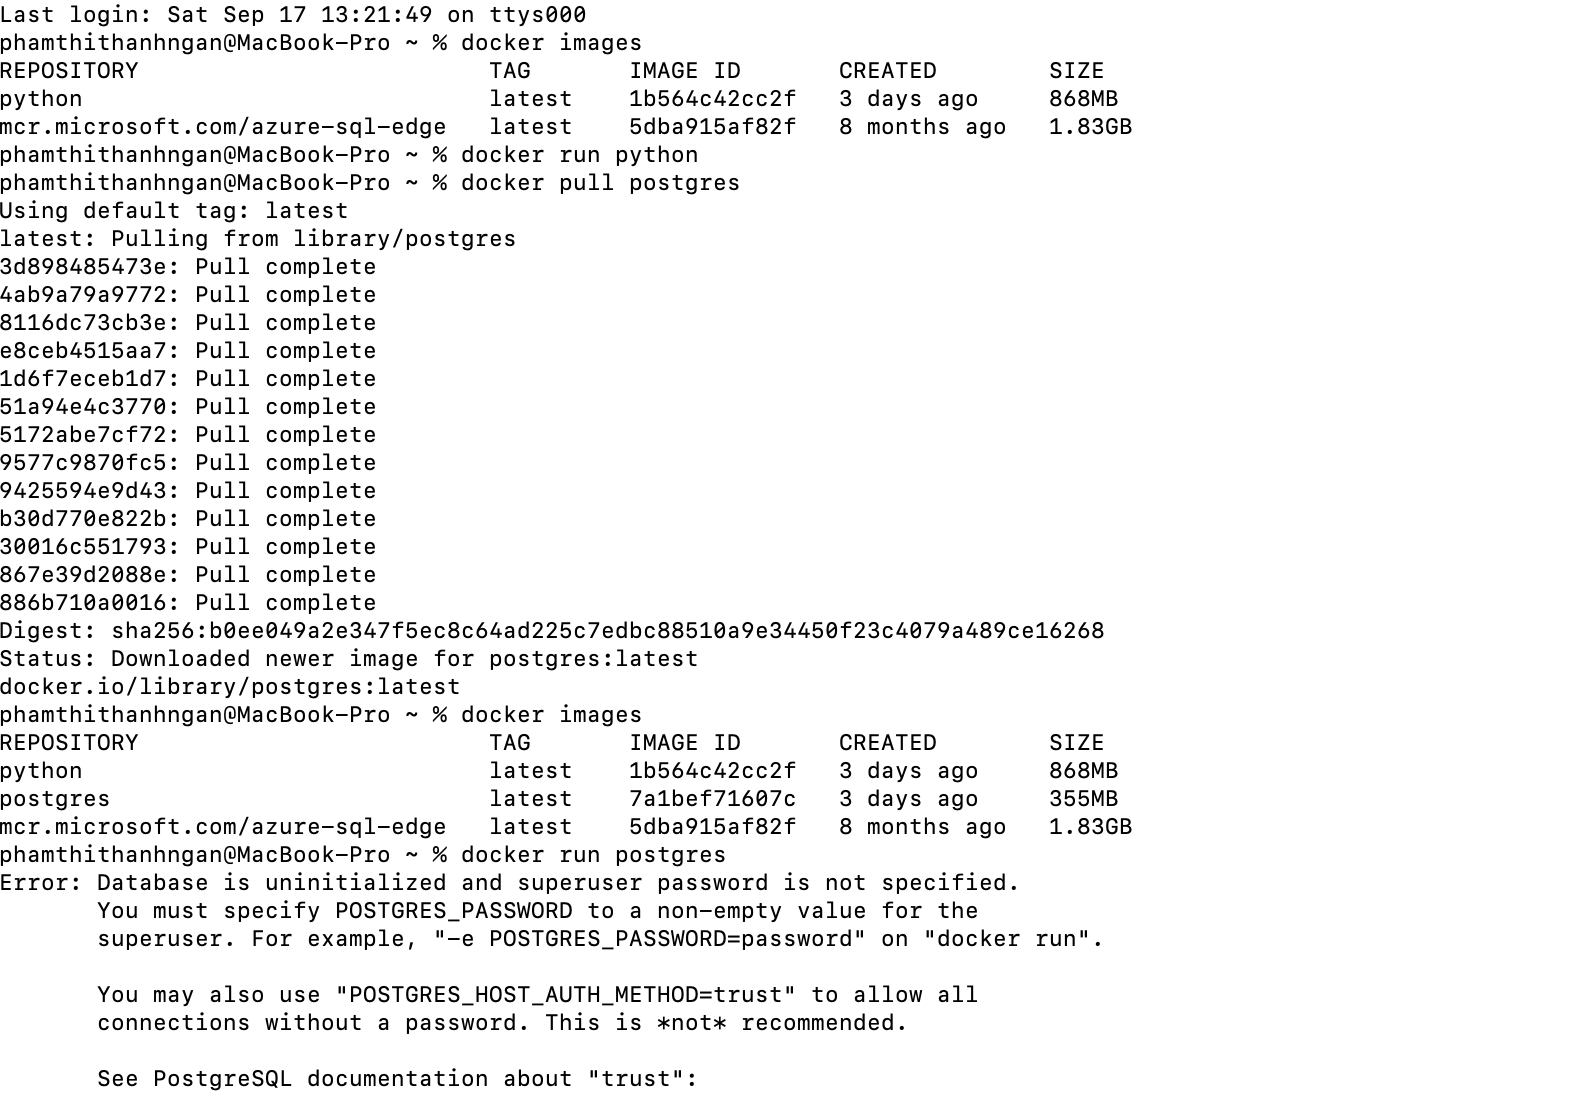 Last login: Sat Sep 17 13:21:49 on ttys000
phamthithanhngan@MacBook-Pro ~ % docker images
REPOSITORY                         TAG       IMAGE ID       CREATED        SIZE
python                             latest    1b564c42cc2f   3 days ago     868MB
mcr.microsoft.com/azure-sql-edge   latest    5dba915af82f   8 months ago   1.83GB
phamthithanhngan@MacBook-Pro ~ % docker run python
phamthithanhngan@MacBook-Pro ~ % docker pull postgres
Using default tag: latest
latest: Pulling from library/postgres
3d898485473e: Pull complete
4ab9a79a9772: Pull complete
8116dc73cb3e: Pull complete
e8ceb4515aa7: Pull complete
1d6f7eceb1d7: Pull complete
51a94e4c3770: Pull complete
5172abe7cf72: Pull complete
9577c9870fc5: Pull complete
9425594e9d43: Pull complete
b30d770e822b: Pull complete
30016c551793: Pull complete
867e39d2088e: Pull complete
886b710a0016: Pull complete
Digest: sha256:b0ee049a2e347f5ec8c64ad225c7edbc88510a9e34450f23c4079a489ce16268
Status: Downloaded newer image for postgres:latest
docker.io/library/postgres:latest
phamthithanhngan@MacBook-Pro ~ % docker images
REPOSITORY                         TAG       IMAGE ID       CREATED        SIZE
python                             latest    1b564c42cc2f   3 days ago     868MB
postgres                           latest    7a1bef71607c   3 days ago     355MB
mcr.microsoft.com/azure-sql-edge   latest    5dba915af82f   8 months ago   1.83GB
phamthithanhngan@MacBook-Pro ~ % docker run postgres
Error: Database is uninitialized and superuser password is not specified.
       You must specify POSTGRES_PASSWORD to a non-empty value for the
       superuser. For example, "-e POSTGRES_PASSWORD=password" on "docker run".

       You may also use "POSTGRES_HOST_AUTH_METHOD=trust" to allow all
       connections without a password. This is *not* recommended.

       See PostgreSQL documentation about "trust":